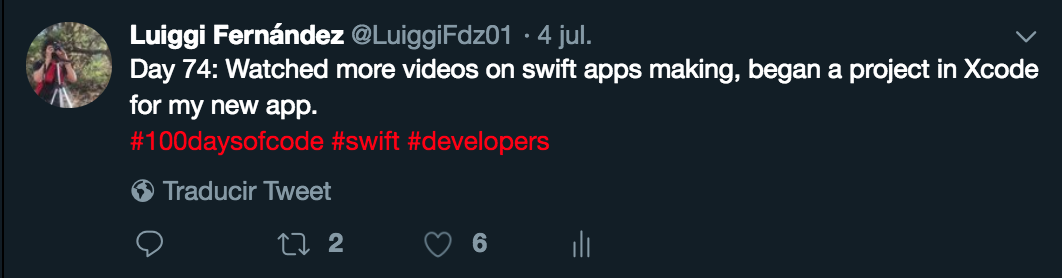 Luiggi Fernández @LuiggiFdz01 · 4 jul.
Day 74: Watched more videos on swift apps making, began a project in Xcode
for my new app.
#100daysofcode #swift #developers
Traducir Tweet
2 6